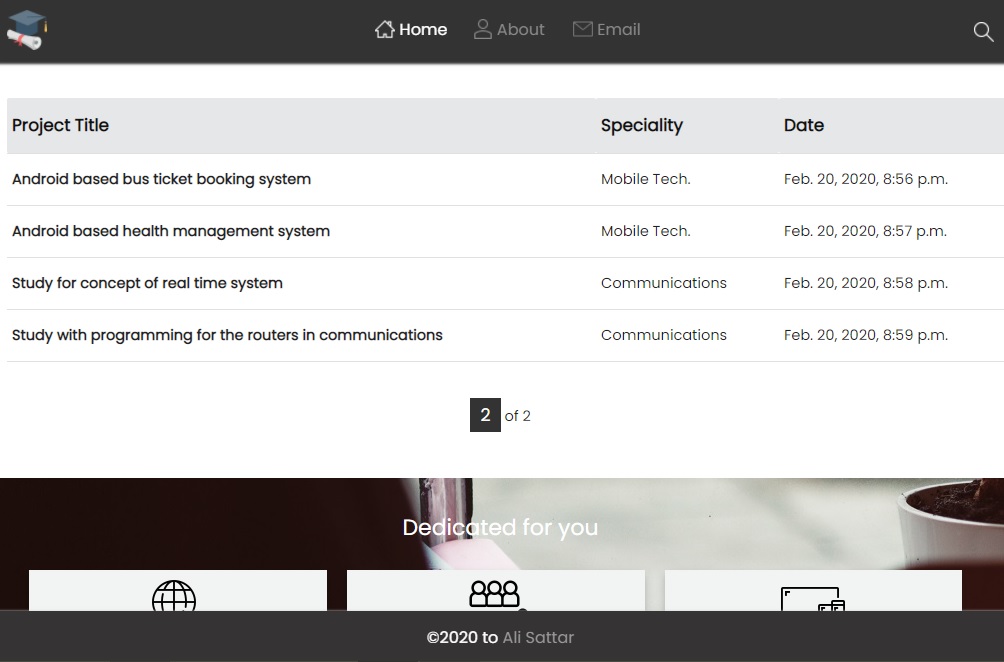 Home About Email
Project Title Speciality Date
Android based bus ticket booking system Mobile Tech. Feb. 20, 2020, 8:56 p.m.
Android based health management system Mobile Tech. Feb. 20, 2020, 8:57 p.m.
Study for concept of real time system Communications Feb. 20, 2020, 8:58 p.m.
Study with programming for the routers in communications Communications Feb. 20, 2020, 8:59 p.m.
2 of 2
Dedicated for you
©2020 to Ali Sattar